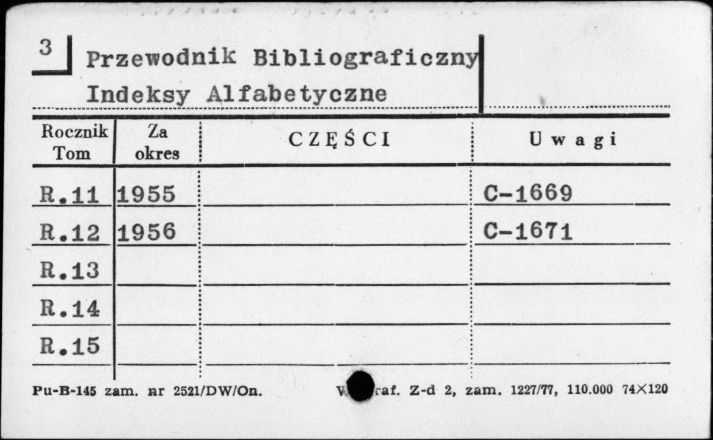 3
Przewodnik Bibliograficzny
Indeksy Alfabetyczne
Rocznik Tom Za okres CZĘŚCI Uwagi
R.11 1955 C-1669
R.12 1956 C-1671
R.13
R.14
R.15
Pu-B-145 zam. nr 2521/DW/On. Z-d 2, zam. 1227/77, 110.000 74×120